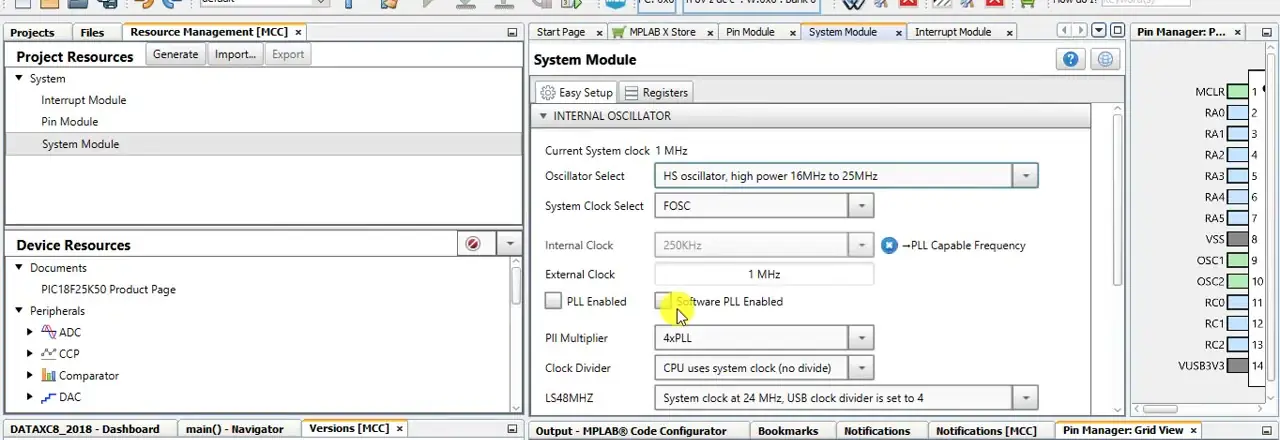 default
How do I?
Projects
Files
Resource Management [MCC]
Start Page
MPLAB X Store
Pin Module
System Module
Interrupt Module
Pin Manager: P...
Project Resources
Generate
Import...
Export
System Module
System
Interrupt Module
Pin Module
System Module
Easy Setup
Registers
INTERNAL OSCILLATOR
Current System clock 1 MHz
Oscillator Select
HS oscillator, high power 16MHz to 25MHz
System Clock Select
FOSC
Internal Clock
250KHz
→PLL Capable Frequency
External Clock
1 MHz
PLL Enabled
Software PLL Enabled
Pll Multiplier
4xPLL
Clock Divider
CPU uses system clock (no divide)
LS48MHZ
System clock at 24 MHz, USB clock divider is set to 4
Device Resources
Documents
PIC18F25K50 Product Page
Peripherals
ADC
CCP
Comparator
DAC
MCLR 1
RA0 2
RA1 3
RA2 4
RA3 5
RA4 6
RA5 7
VSS 8
OSC1 9
OSC2 10
RC0 11
RC1 12
RC2 13
VUSB3V3 14
DATAXC8_2018 - Dashboard
main() - Navigator
Versions [MCC]
Output - MPLAB® Code Configurator
Bookmarks
Notifications
Notifications [MCC]
Pin Manager: Grid View